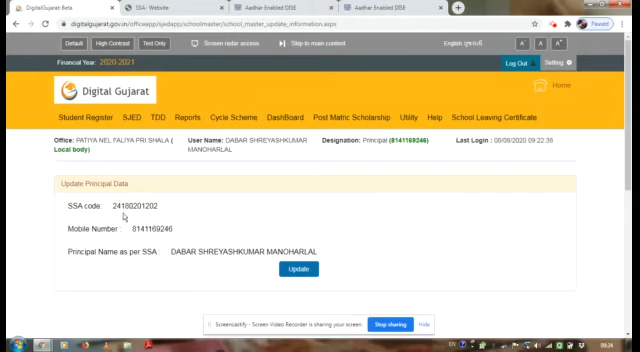 DigitalGujarat-Beta
SSA - Website
Aadhar Enabled DISE
Aadhar Enabled DISE
digitalgujarat.gov.in/officeapp/sjedapp/schoolmaster/school_master_update_information.aspx
Paused
Default
High Contrast
Text Only
Screen redar access
Skip to main content
English ગુજરાતી
A- A A+
Financial Year: 2020-2021
Log Out
Setting
Digital Gujarat
Home
Student Register SJED TDD Reports Cycle Scheme DashBoard Post Matric Scholarship Utility Help School Leaving Certificate
Office: PATIYA NEL FALIYA PRI.SHALA (
Local body)
User Name: DABAR SHREYASHKUMAR
MANOHARLAL
Designation: Principal (8141169246)
Last Login : 08/06/2020 09:22:38
Update Principal Data
SSA code: 24180201202
Mobile Number : 8141169246
Principal Name as per SSA : DABAR SHREYASHKUMAR MANOHARLAL
Update
Screencastify - Screen Video Recorder is sharing your screen.
Stop sharing
Hide
EN
09:26